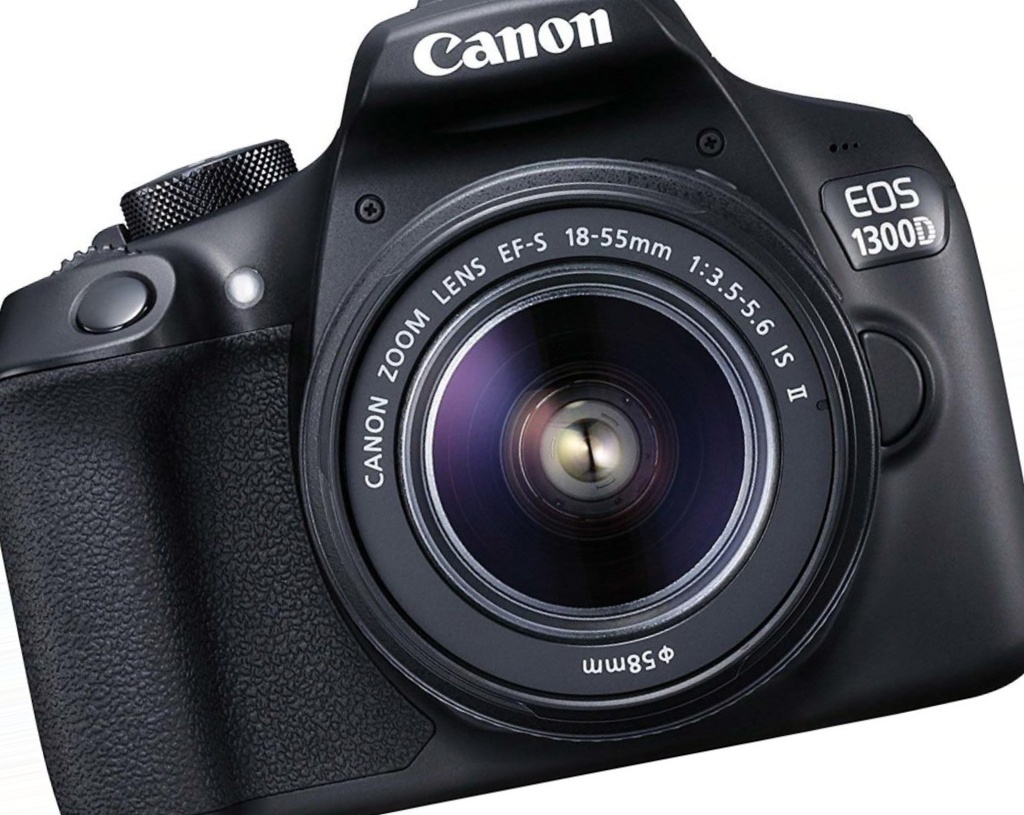 Canon
EOS
1300D
CANON ZOOM LENS EF-S 18-55mm 1:3.5-5.6 IS II
Φ58mm